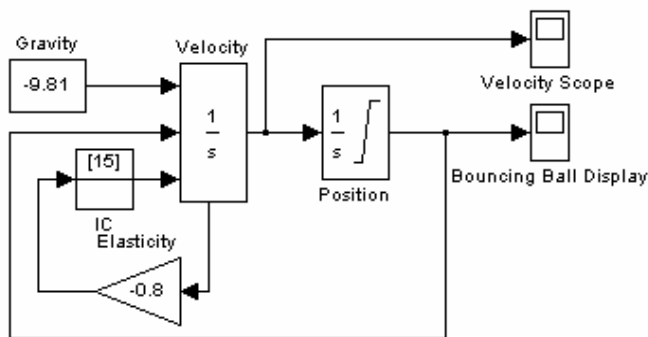 Gravity
-9.81
Velocity
1
s
Velocity Scope
1
s
Position
Bouncing Ball Display
[15]
IC
Elasticity
-0.8